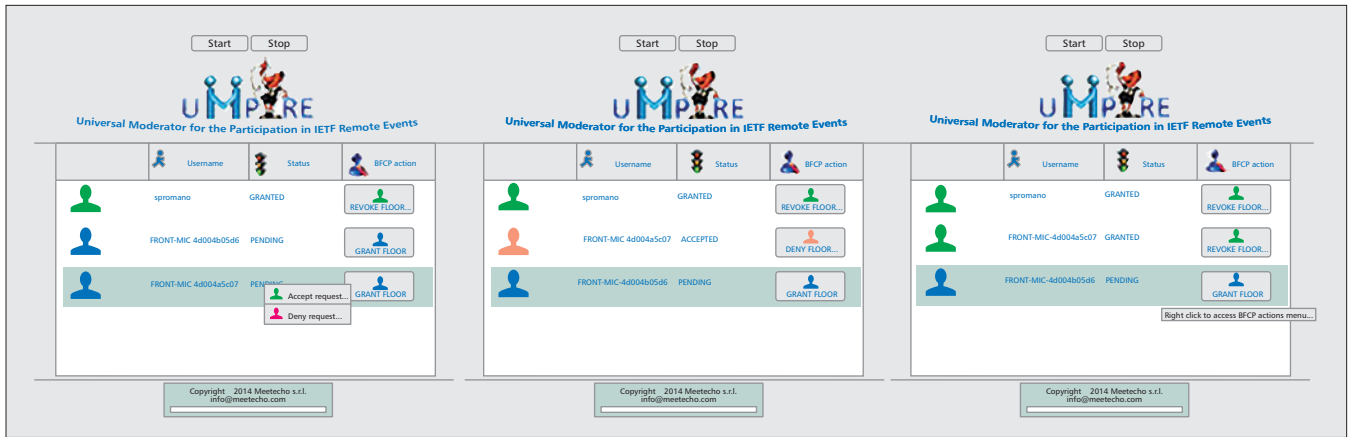 Start Stop
UMPIRE
Universal Moderator for the Participation in IETF Remote Events
Username Status BFCP action
spromano GRANTED REVOKE FLOOR...
FRONT-MIC 4d004b05d6 PENDING GRANT FLOOR
FRONT-MIC 4d004a5c07 PENDING GRANT FLOOR
Accept request...
Deny request...
Copyright 2014 Meetecho s.r.l.
info@meetecho.com
Start Stop
UMPIRE
Universal Moderator for the Participation in IETF Remote Events
Username Status BFCP action
spromano GRANTED REVOKE FLOOR...
FRONT-MIC 4d004a5c07 ACCEPTED DENY FLOOR...
FRONT-MIC-4d004b05d6 PENDING GRANT FLOOR
Copyright 2014 Meetecho s.r.l.
info@meetecho.com
Start Stop
UMPIRE
Universal Moderator for the Participation in IETF Remote Events
Username Status BFCP action
spromano GRANTED REVOKE FLOOR...
FRONT-MIC-4d004a5c07 GRANTED REVOKE FLOOR...
FRONT-MIC-4d004b05d6 PENDING GRANT FLOOR
Right click to access BFCP actions menu...
Copyright 2014 Meetecho s.r.l.
info@meetecho.com